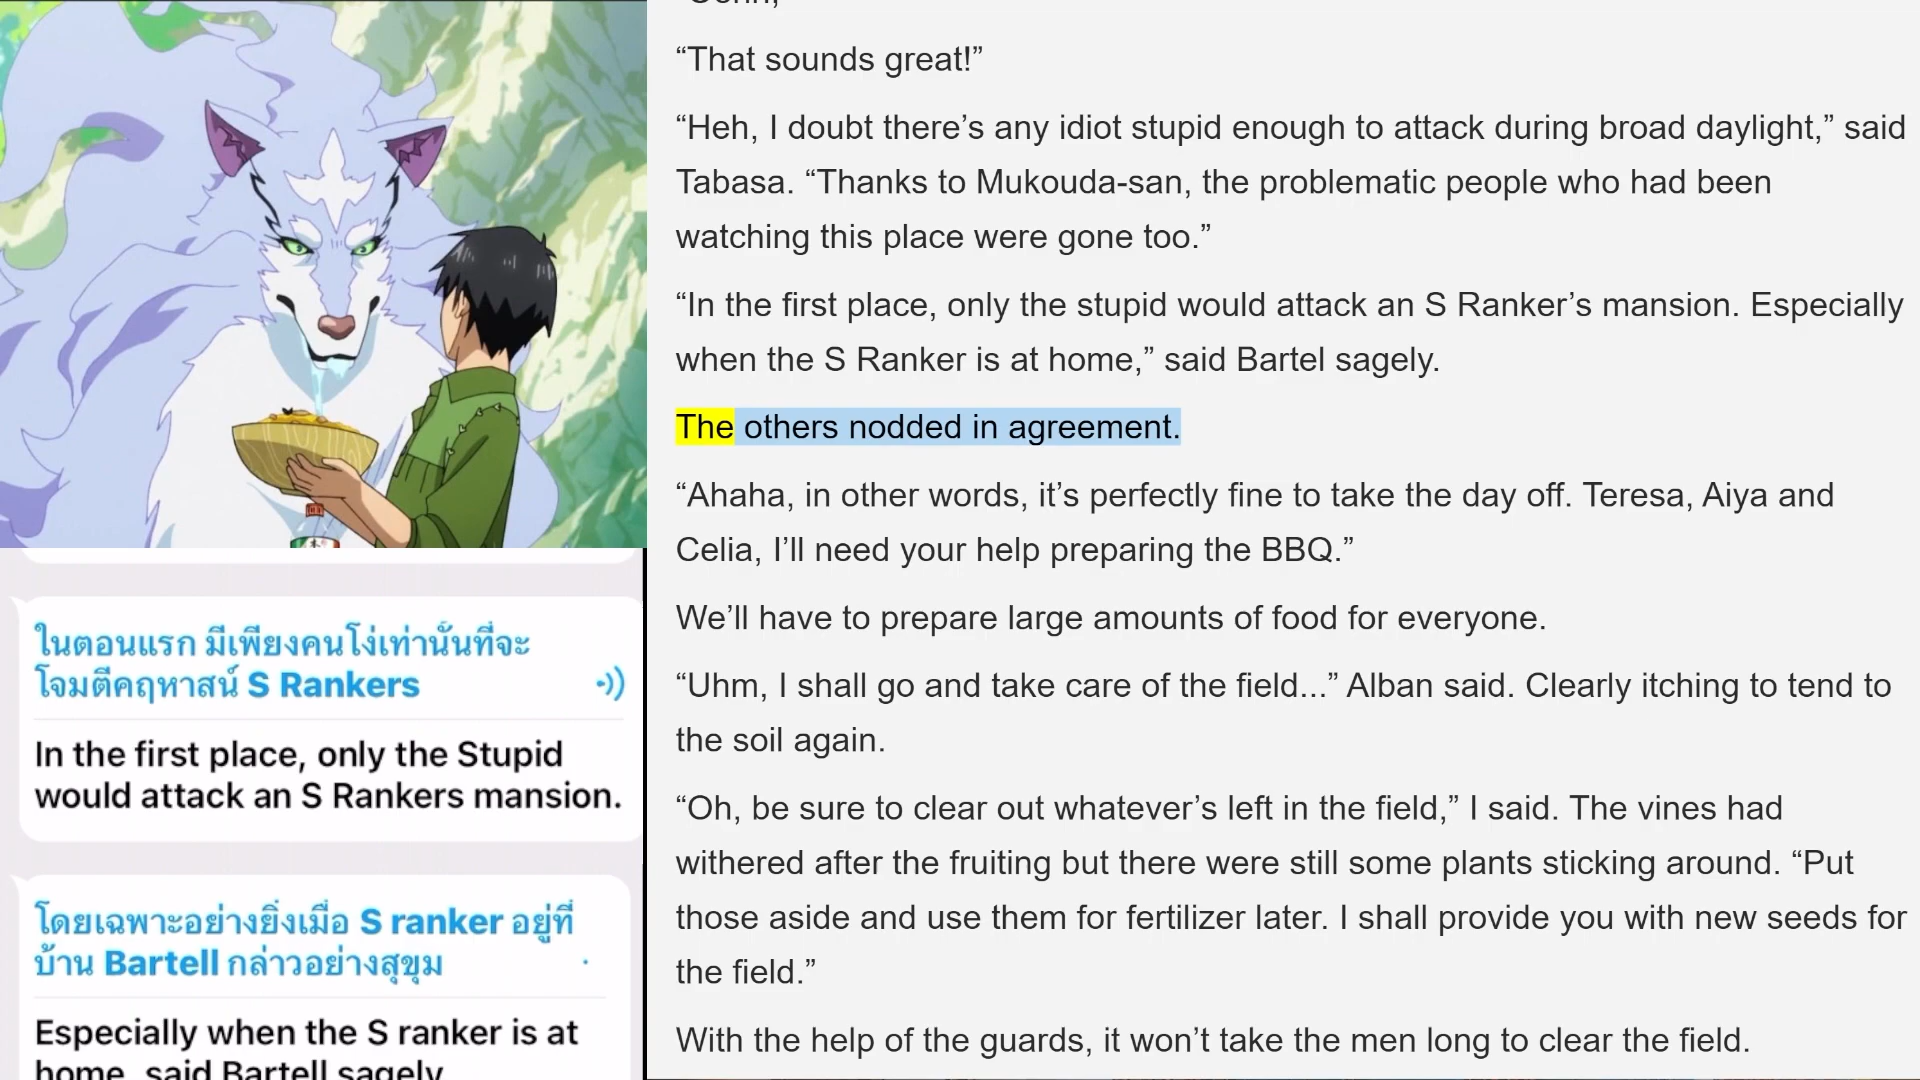 “That sounds great!”
“Heh, I doubt there’s any idiot stupid enough to attack during broad daylight,” said
Tabasa. “Thanks to Mukouda-san, the problematic people who had been
watching this place were gone too.”
“In the first place, only the stupid would attack an S Ranker’s mansion. Especially
when the S Ranker is at home,” said Bartel sagely.
The others nodded in agreement.
“Ahaha, in other words, it’s perfectly fine to take the day off. Teresa, Aiya and
Celia, I’ll need your help preparing the BBQ.”
We’ll have to prepare large amounts of food for everyone.
“Uhm, I shall go and take care of the field...” Alban said. Clearly itching to tend to
the soil again.
“Oh, be sure to clear out whatever’s left in the field,” I said. The vines had
withered after the fruiting but there were still some plants sticking around. “Put
those aside and use them for fertilizer later. I shall provide you with new seeds for
the field.”
With the help of the guards, it won’t take the men long to clear the field.
ในตอนแรก มีเพียงคนโง่เท่านั้นที่จะ
โจมตีคฤหาสน์ S Rankers
In the first place, only the Stupid
would attack an S Rankers mansion.
โดยเฉพาะอย่างยิ่งเมื่อ S ranker อยู่ที่
บ้าน Bartell กล่าวอย่างสุขุม
Especially when the S ranker is at
home, said Bartell sagely